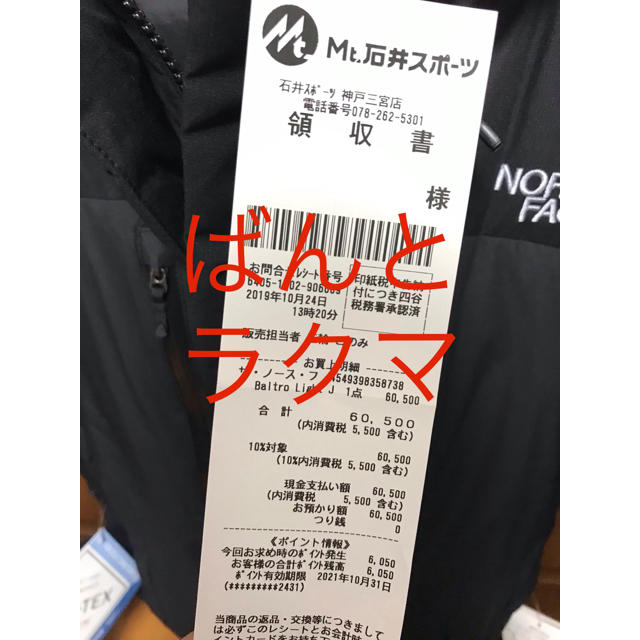 Mt.石井スポーツ
石井ｽﾎﾟｰﾂ 神戸三宮店
電話番号078-262-5301
領 収 書
様
ばんと
ラクマ
お問合せレシート番号
印紙税申告納
付につき四谷
税務署承認済
2019年10月24日
13時20分
販売担当者
お買上明細
4549398358738
Baltro Light J 1点 60,500
合 計 60,500
(内消費税 5,500 含む)
10%対象 60,500
(10%内消費税 5,500 含む)
現金支払い額 60,500
(内消費税 5,500 含む)
お預かり額 60,500
つり銭 0
《ポイント情報》
今回お求め時のﾎﾟｲﾝﾄ発生 6,050
お客様の合計ﾎﾟｲﾝﾄ残高 6,050
ﾎﾟｲﾝﾄ有効期限 2021年10月31日
(*********2431)
当商品の返品・交換等につきまして
は必ずこのレシートとお会計時
NOR
FAC
TEX